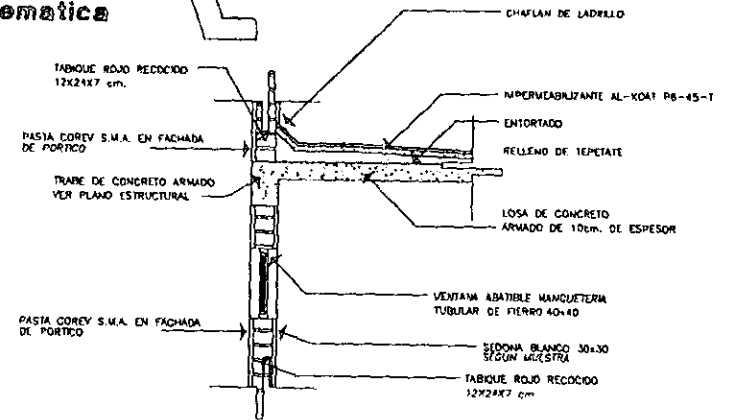 ematica
CHAFLAN DE LADRILLO
TABIQUE ROJO RECOCIDO
12X24X7 cm.
IMPERMEABILIZANTE AL-KOAT PB-45-T
ENTORTADO
PASTA COREV S.M.A. EN FACHADA
DE PORTICO
RELLENO DE TEPETATE
TRABE DE CONCRETO ARMADO
VER PLANO ESTRUCTURAL
LOSA DE CONCRETO
ARMADO DE 10cm. DE ESPESOR
VENTANA ABATIBLE MANGUETERIA
TUBULAR DE FIERRO 40x40
PASTA COREV S.M.A. EN FACHADA
DE PORTICO
SEDONA BLANCO 30x30
SEGUN MUESTRA
TABIQUE ROJO RECOCIDO
12X24X7 cm